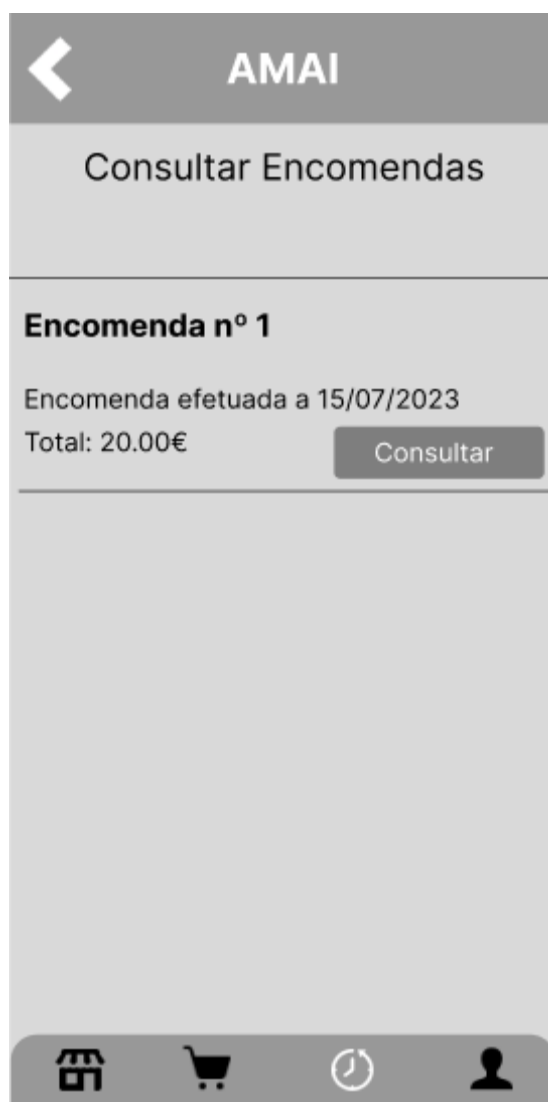 AMAI
Consultar Encomendas
Encomenda nº 1
Encomenda efetuada a 15/07/2023
Total: 20.00€
Consultar